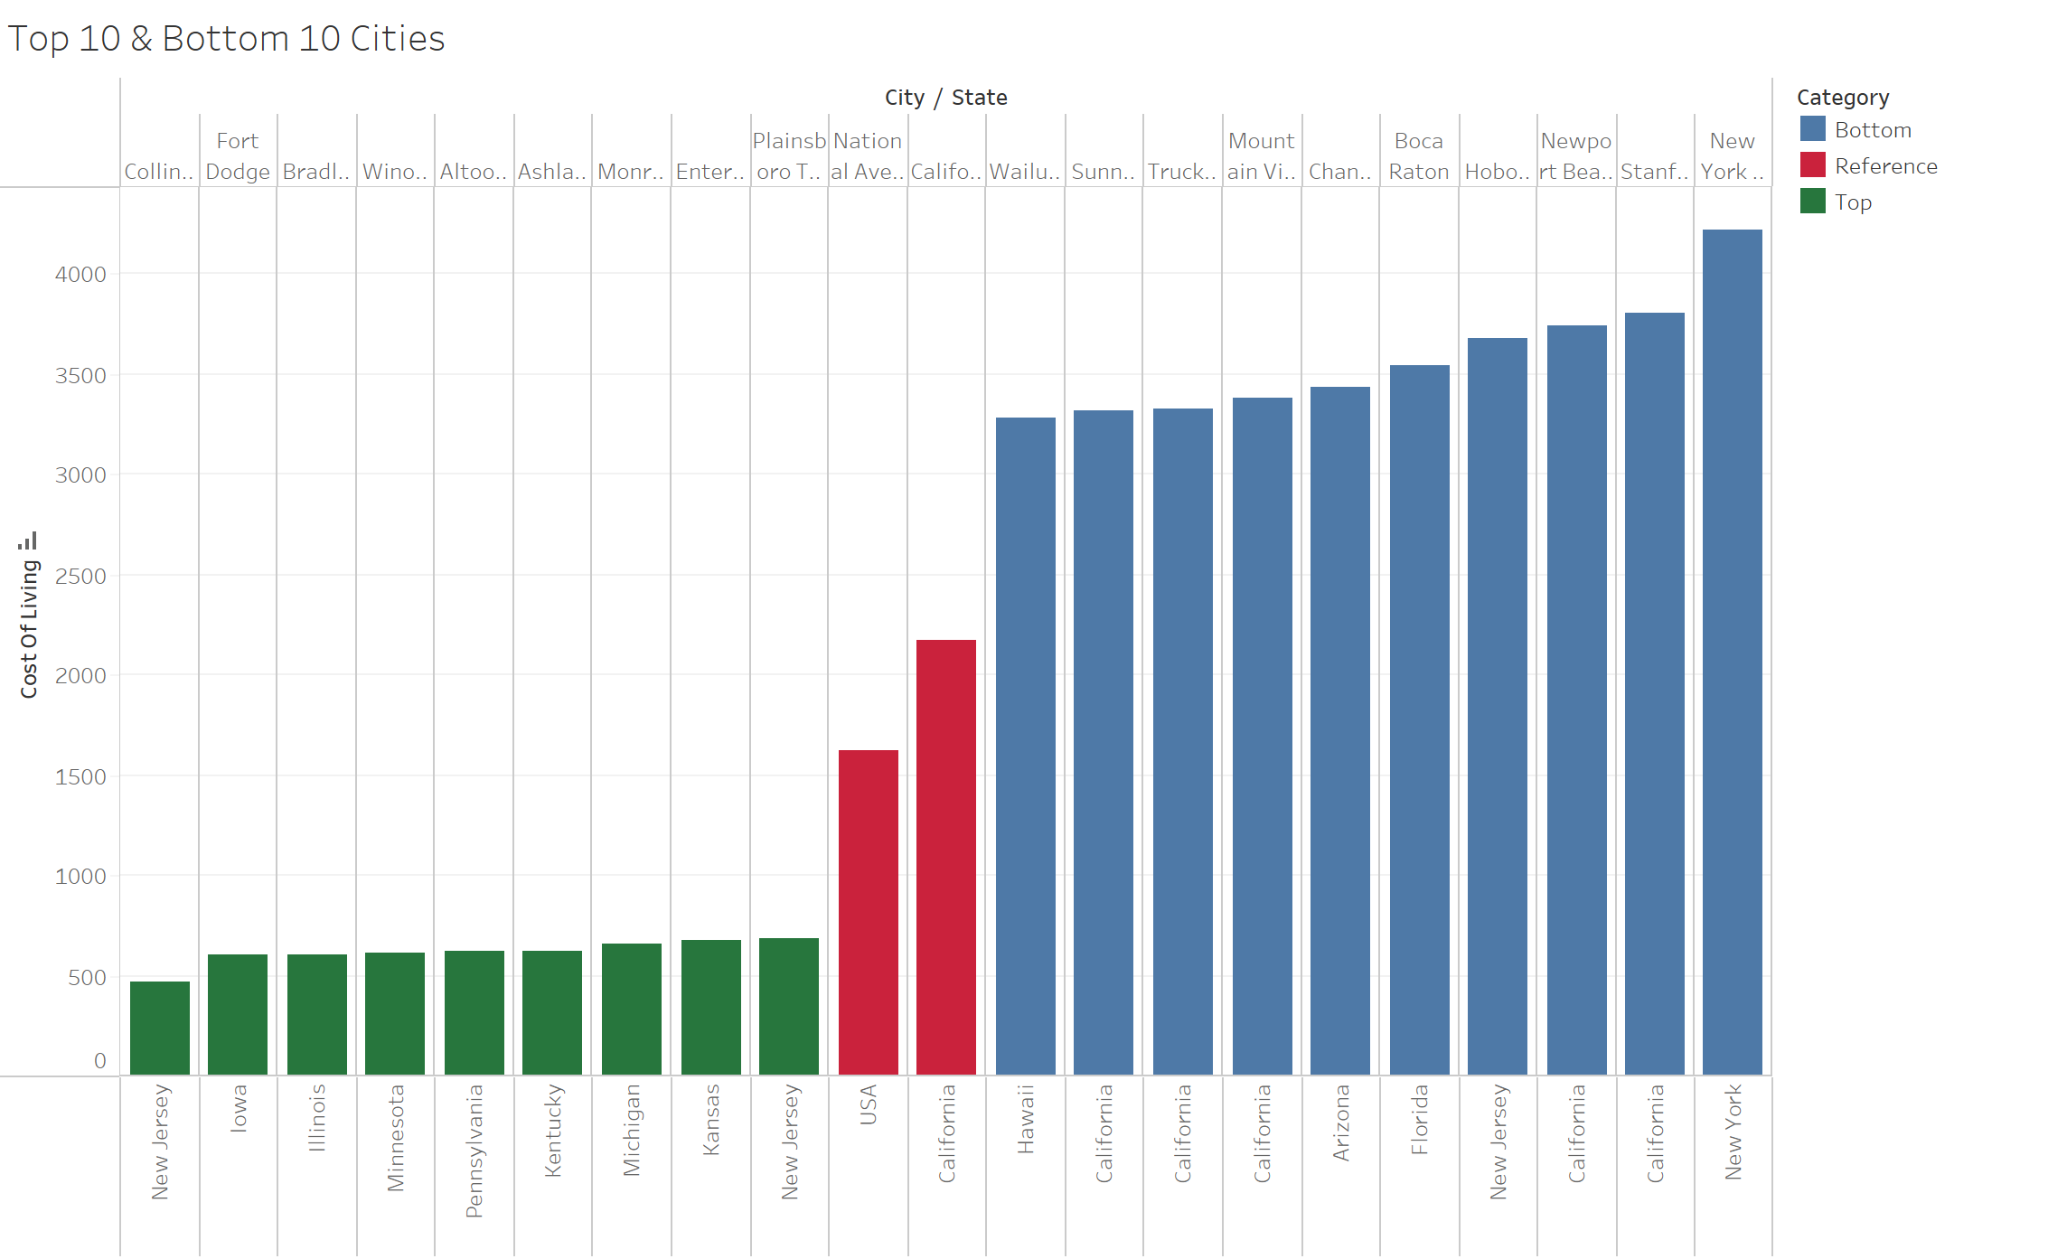 Top 10 & Bottom 10 Cities
City / State
Collin..
Fort
Dodge
Bradl..
Wino..
Altoo..
Ashla..
Monr..
Enter..
Plainsb
oro T..
Nation
al Ave..
Califo..
Wailu..
Sunn..
Truck..
Mount
ain Vi..
Chan..
Boca
Raton
Hobo..
Newpo
rt Bea..
Stanf..
New
York ..
Category
Bottom
Reference
Top
Cost Of Living
4000
3500
3000
2500
2000
1500
1000
500
0
New Jersey
Iowa
Illinois
Minnesota
Pennsylvania
Kentucky
Michigan
Kansas
New Jersey
USA
California
Hawaii
California
California
California
Arizona
Florida
New Jersey
California
California
New York